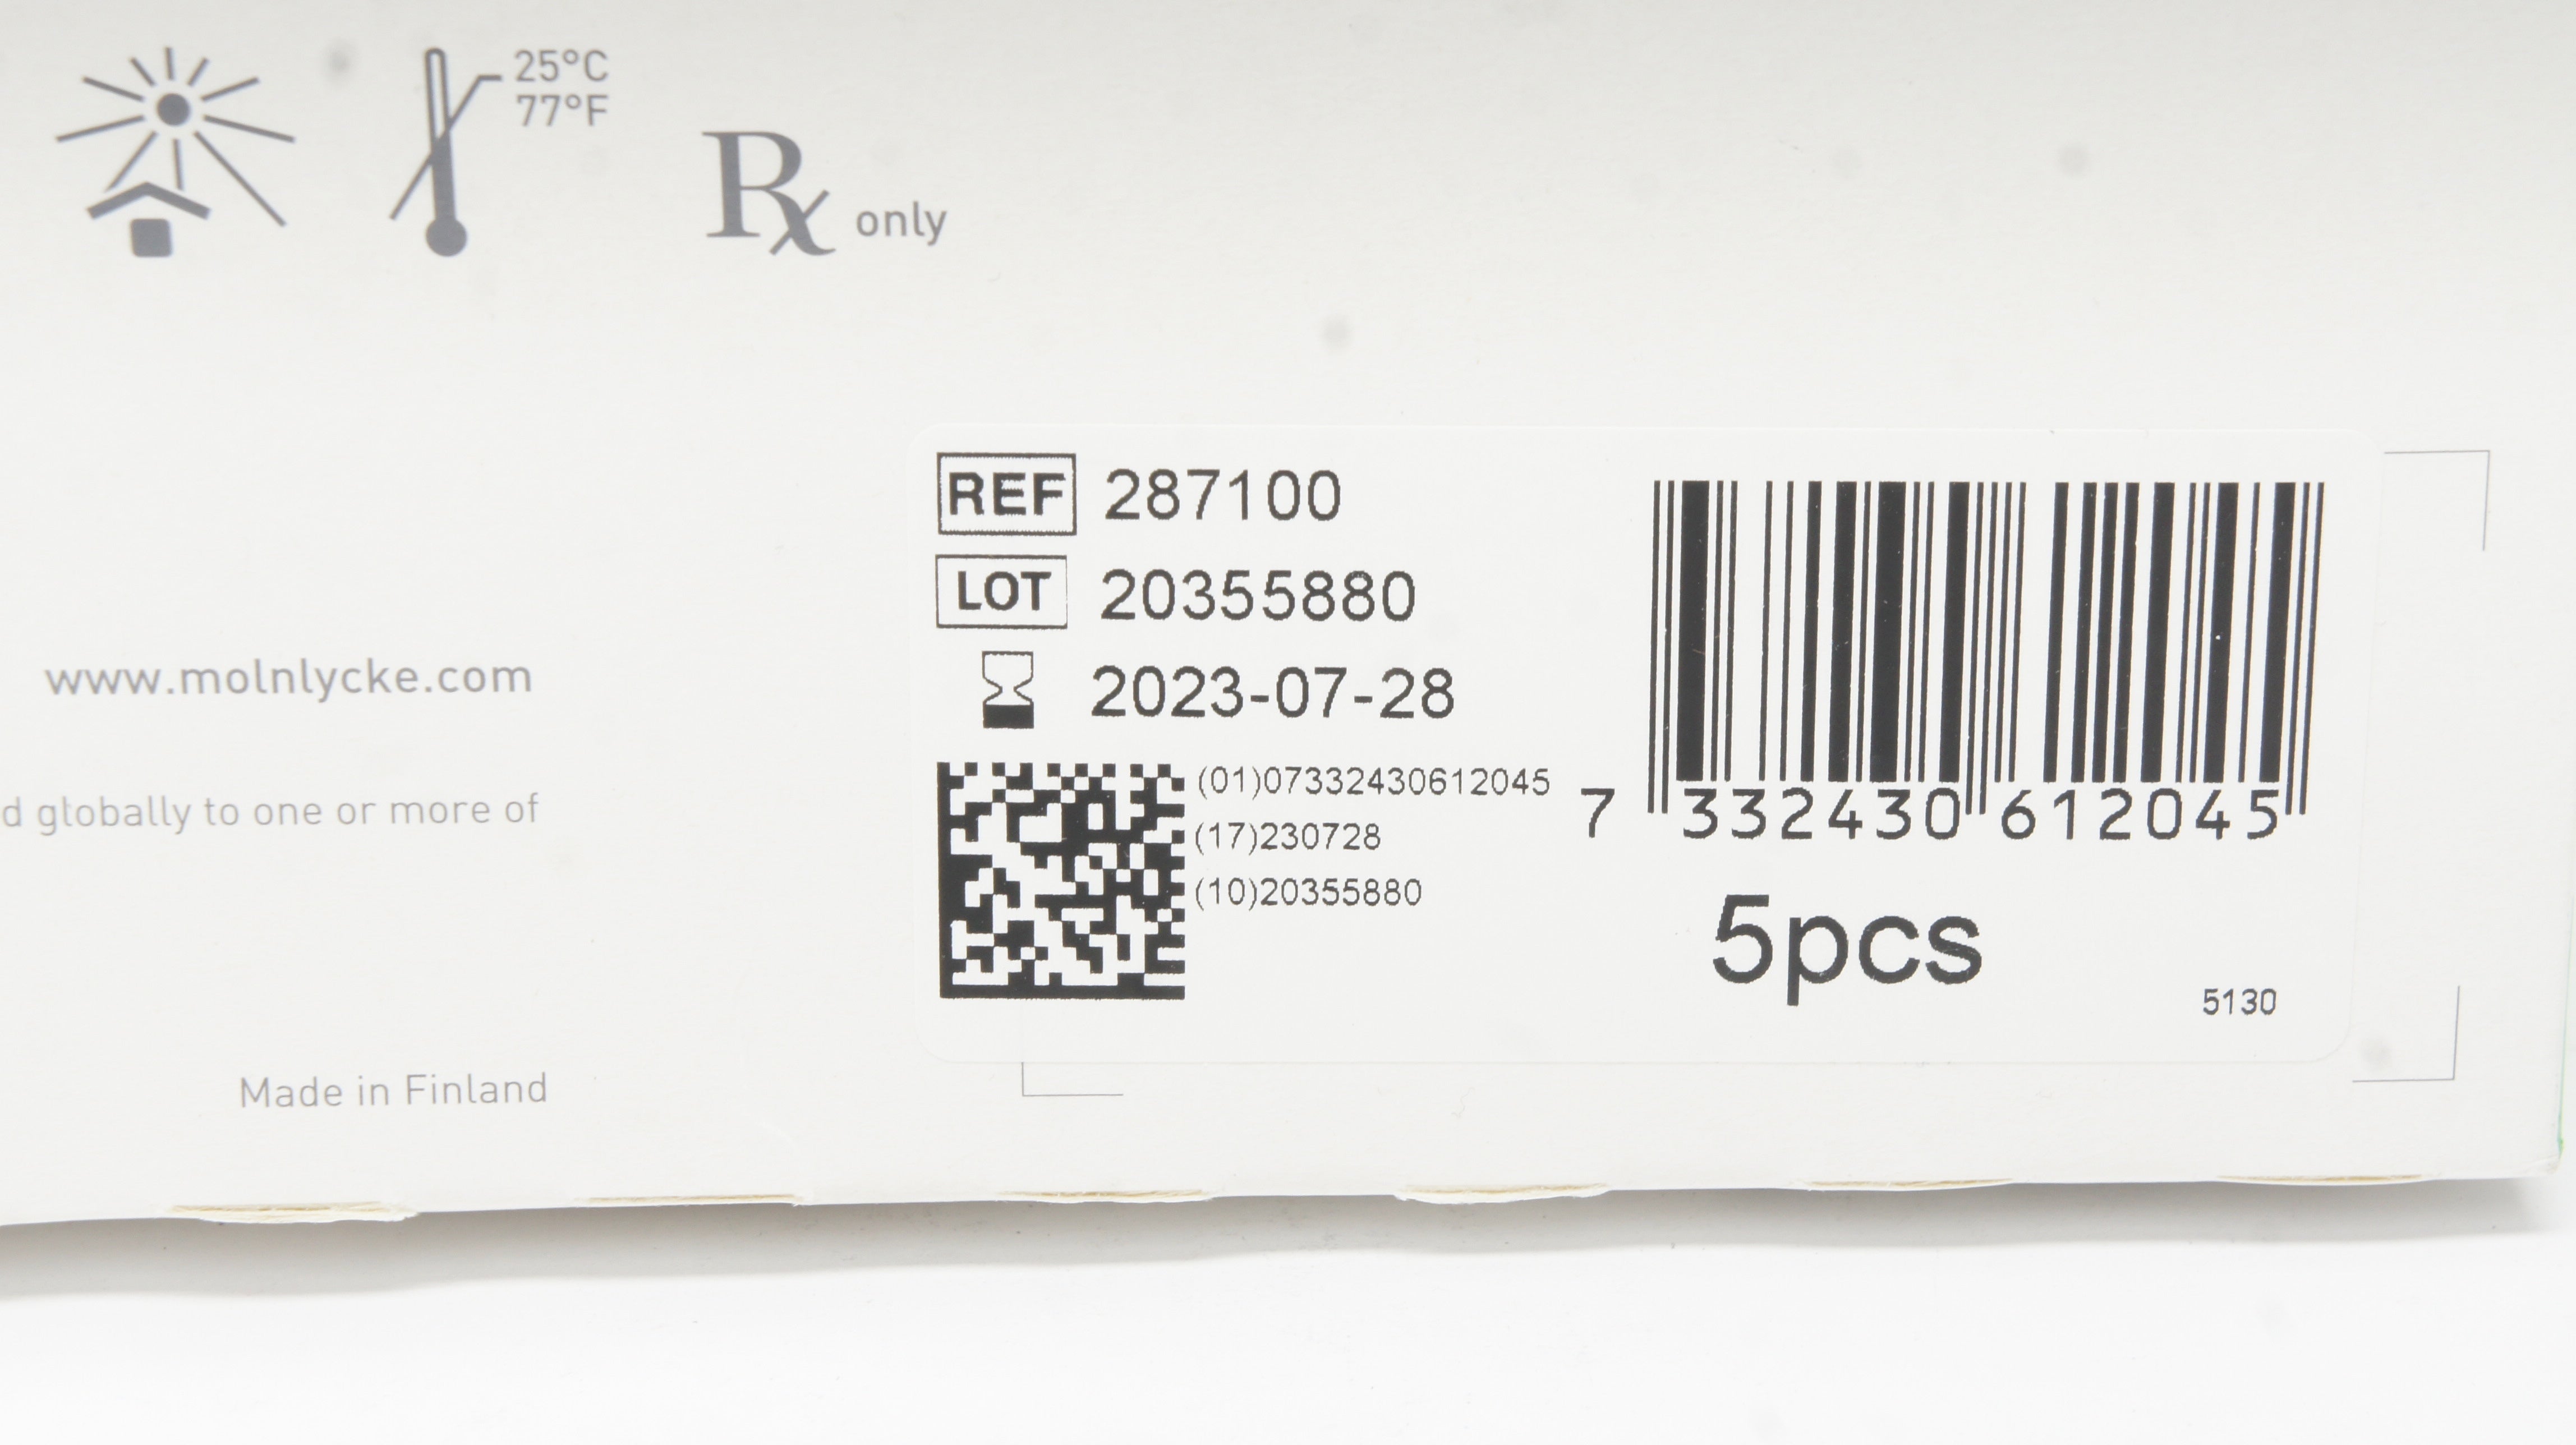 25°C
77°F
Rx only
REF 287100
LOT 20355880
2023-07-28
(01)07332430612045
(17)230728
(10)20355880
7 332430 612045
5pcs
5130
www.molnlycke.com
d globally to one or more of
Made in Finland